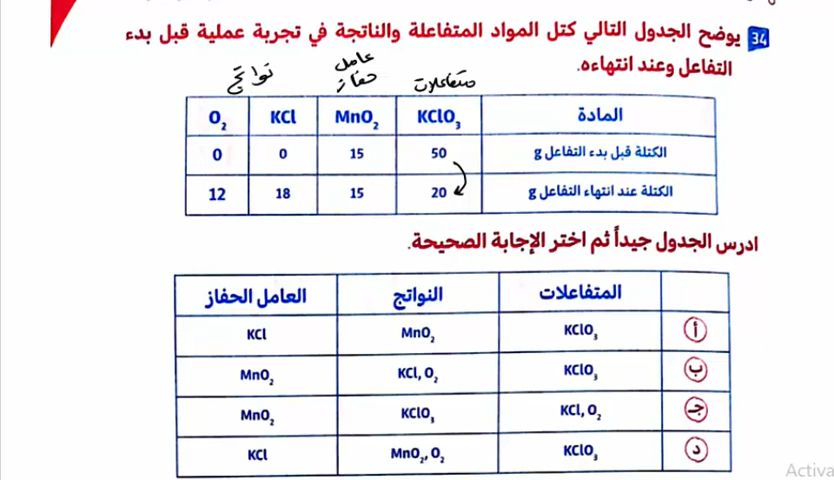 34 يوضح الجدول التالي كتل المواد المتفاعلة والناتجة في تجربة عملية قبل بدء
التفاعل وعند انتهاءه.
متفاعلات عامل حفاز نواتج
المادة KClO₃ MnO₂ KCl O₂
الكتلة قبل بدء التفاعل g 50 15 0 0
الكتلة عند انتهاء التفاعل g 20 15 18 12
ادرس الجدول جيداً ثم اختر الإجابة الصحيحة.
المتفاعلات النواتج العامل الحفاز
أ KClO₃ MnO₂ KCl
ب KClO₃ KCl, O₂ MnO₂
جـ KCl, O₂ KClO₃ MnO₂
د KClO₃ MnO₂, O₂ KCl
Activa